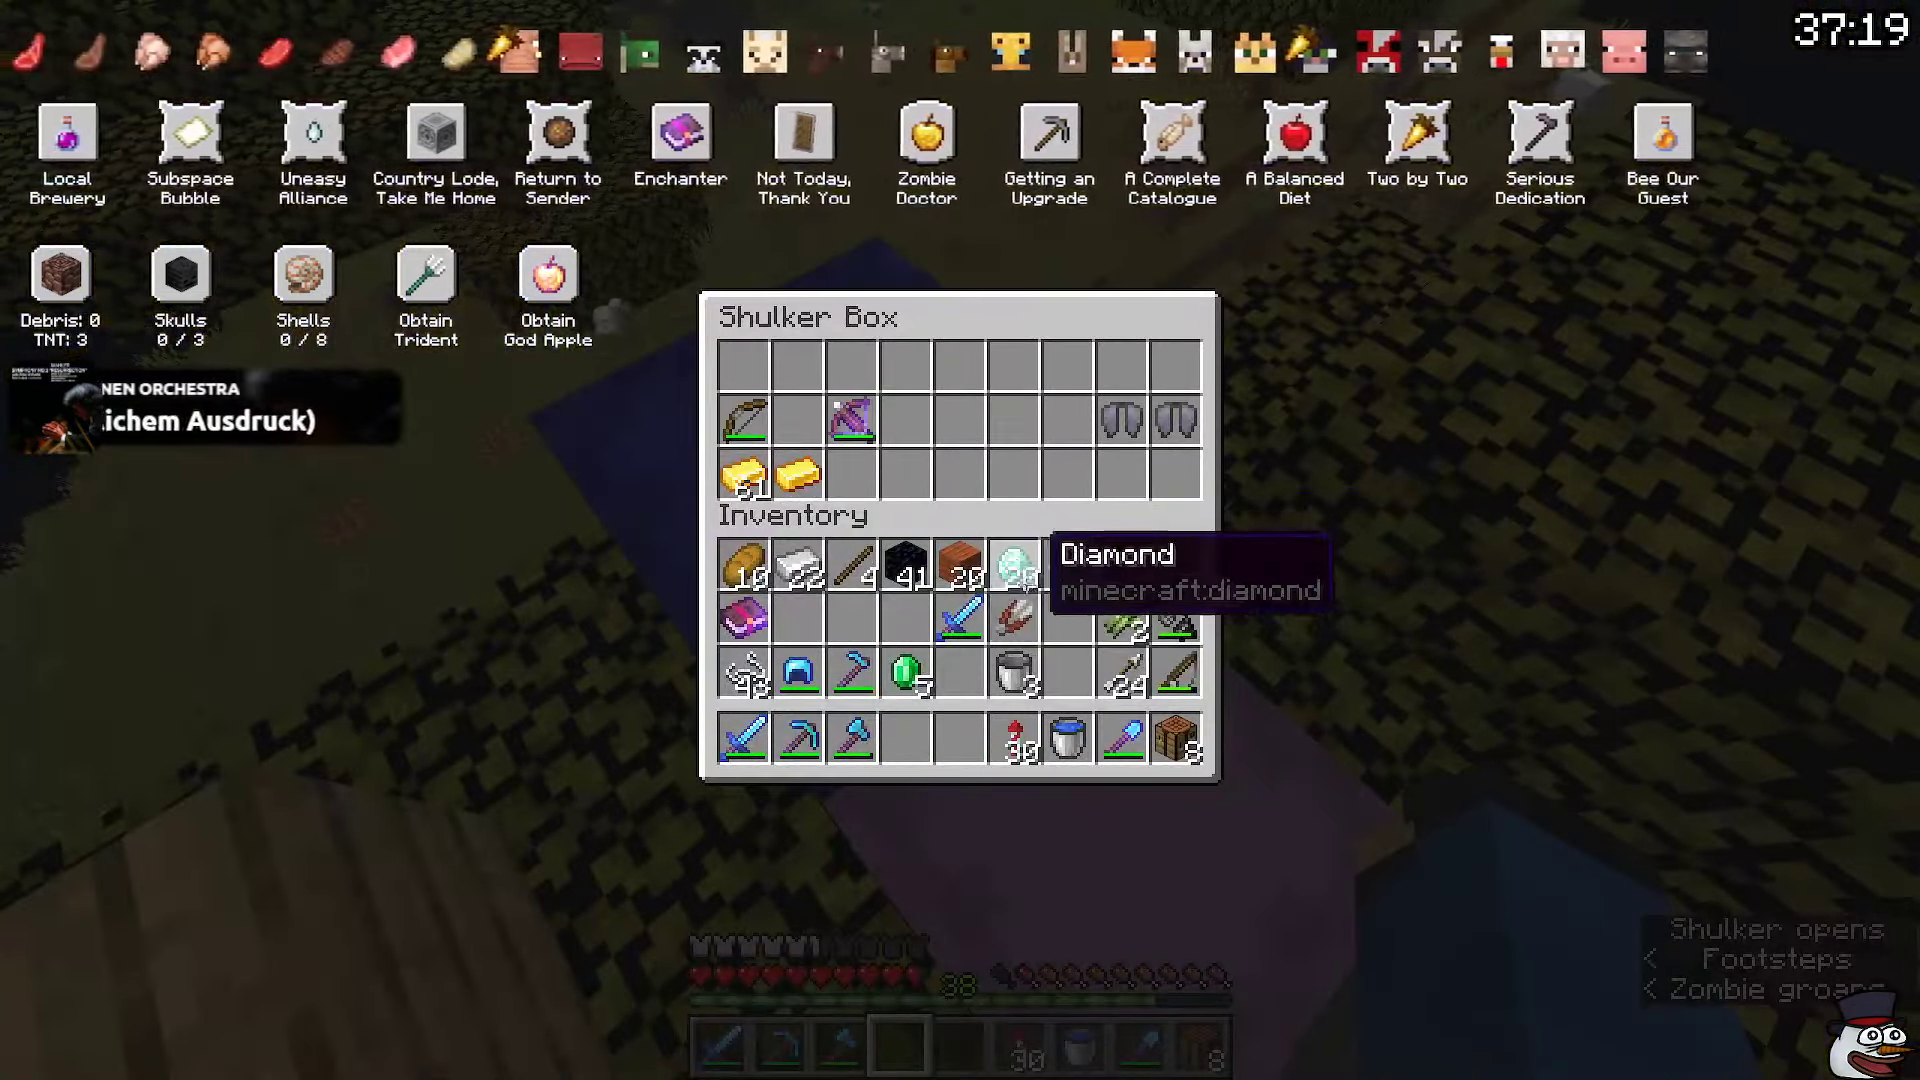 37:19
Local Brewery
Subspace Bubble
Uneasy Alliance
Country Lode, Take Me Home
Return to Sender
Enchanter
Not Today, Thank You
Zombie Doctor
Getting an Upgrade
A Complete Catalogue
A Balanced Diet
Two by Two
Serious Dedication
Bee Our Guest
Debris: 0
TNT: 3
Skulls
0 / 3
Shells
0 / 8
Obtain Trident
Obtain God Apple
NEN ORCHESTRA
ichem Ausdruck)
Shulker Box
61
Inventory
10
22
4
41
20
Diamond
minecraft:diamond
2
5
3
24
30
8
Shulker opens
< Footsteps
< Zombie groans
38
30
8